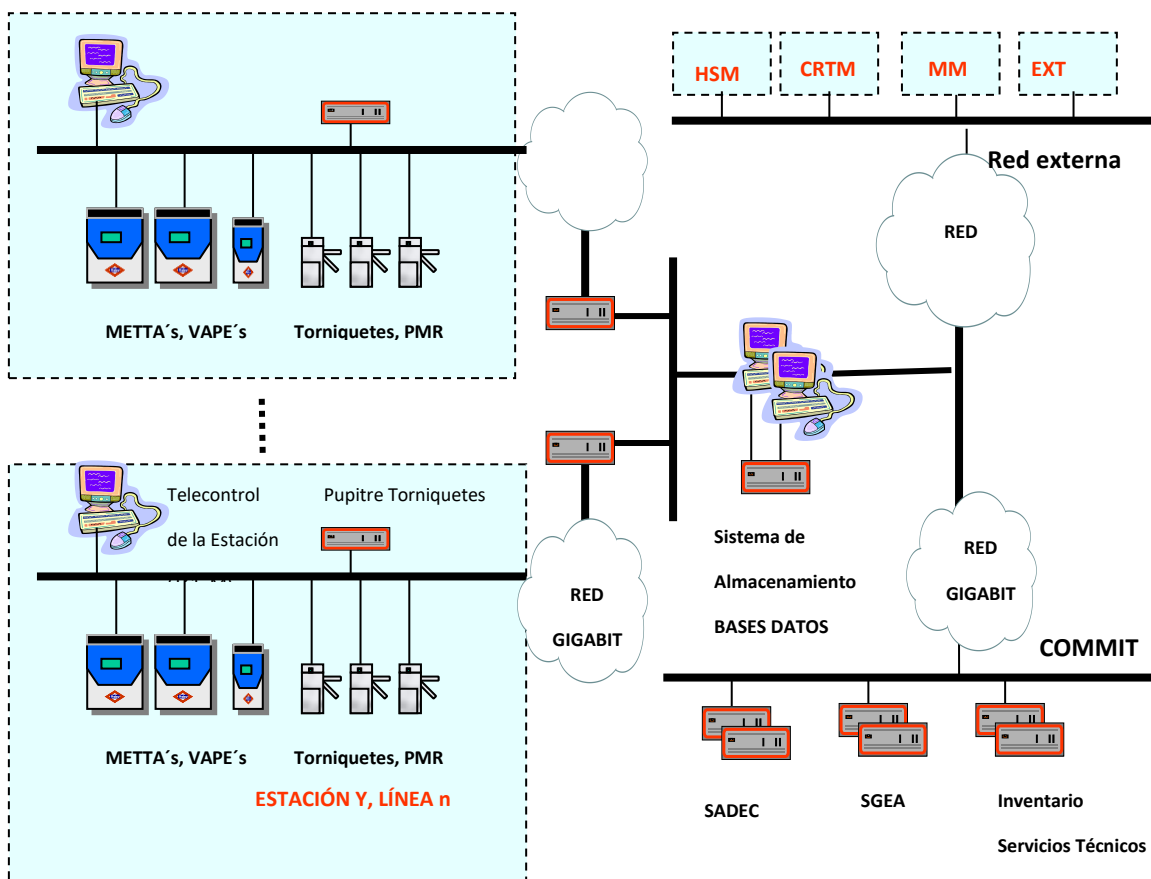 HSM
CRTM
MM
EXT
Red externa
RED
METTA´s, VAPE´s
Torniquetes, PMR
Telecontrol
de la Estación
Pupitre Torniquetes
RED
GIGABIT
METTA´s, VAPE´s
Torniquetes, PMR
ESTACIÓN Y, LÍNEA n
Sistema de
Almacenamiento
BASES DATOS
RED
GIGABIT
COMMIT
SADEC
SGEA
Inventario
Servicios Técnicos